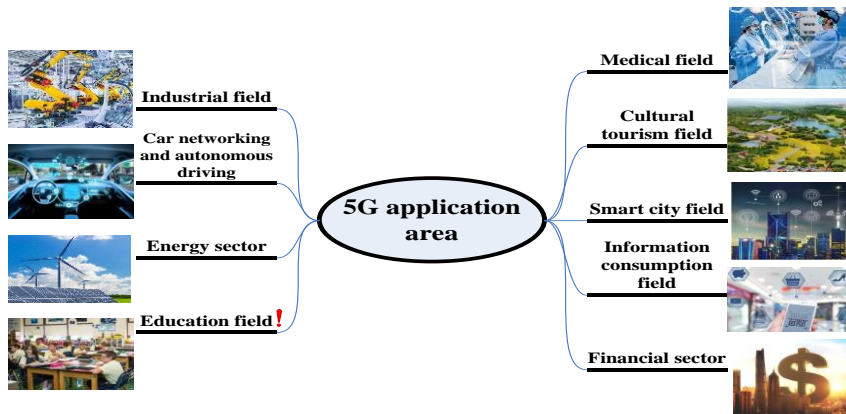 Industrial field
Car networking
and autonomous
driving
Energy sector
Education field!
5G application
area
Medical field
Cultural
tourism field
Smart city field
Information
consumption
field
Financial sector
$